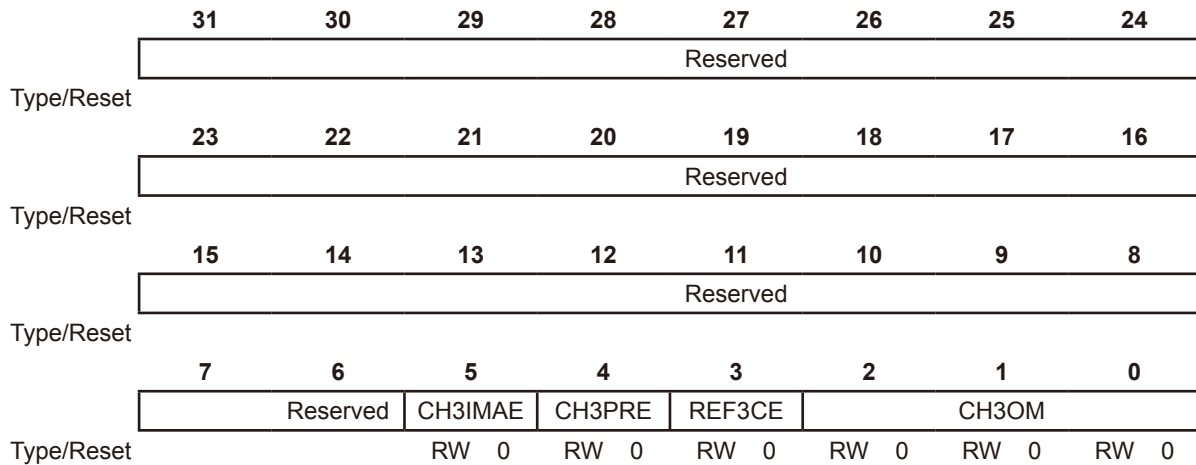 31 30 29 28 27 26 25 24
Reserved
Type/Reset
23 22 21 20 19 18 17 16
Reserved
Type/Reset
15 14 13 12 11 10 9 8
Reserved
Type/Reset
7 6 5 4 3 2 1 0
Reserved CH3IMAE CH3PRE REF3CE CH3OM
Type/Reset RW 0 RW 0 RW 0 RW 0 RW 0 RW 0